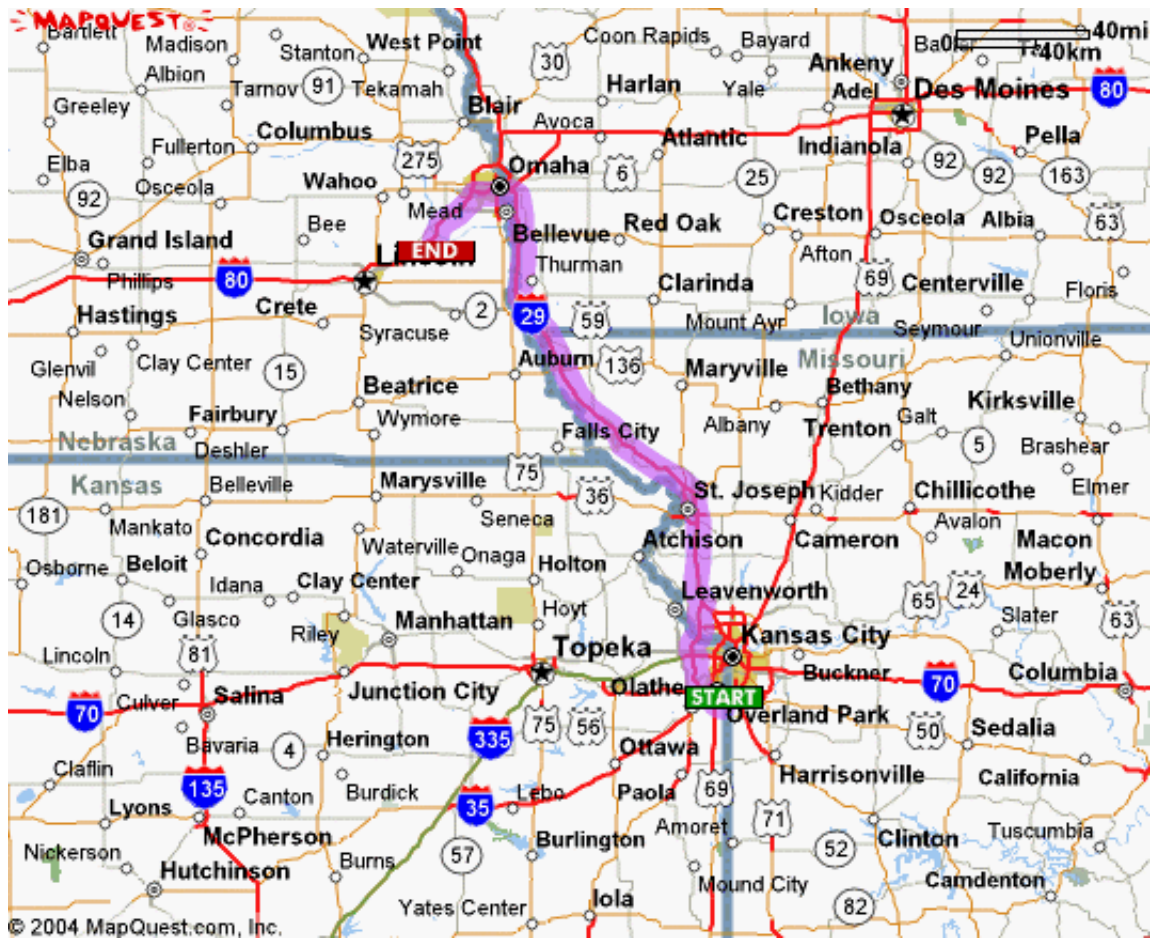 MAPQUEST
40mi
40km
Bartlett
Madison
Stanton
West Point
Coon Rapids
Bayard
Ankeny
Albion
91
Tekamah
30
Harlan
Yale
Adel
Des Moines
80
Greeley
Tarnov
Blair
Avoca
Columbus
Atlantic
Indianola
Pella
Fullerton
275
Omaha
6
92
92
163
Elba
Wahoo
25
92
Osceola
Mead
Bee
Bellevue
Red Oak
Creston
Osceola
Albia
63
Grand Island
END
Afton
Phillips
80
Thurman
Clarinda
69
Centerville
Floris
Hastings
Crete
2
29
59
Mount Ayr
Iowa
Seymour
Syracuse
Clay Center
Auburn
136
Maryville
Missouri
Unionville
Glenvil
15
Beatrice
Bethany
Nelson
Fairbury
Wymore
Albany
Galt
Kirksville
Trenton
5
Nebraska
Deshler
Falls City
Brashear
Kansas
Belleville
Marysville
75
36
St. Joseph
Kidder
Chillicothe
Elmer
181
Mankato
Seneca
Avalon
Concordia
Waterville
Atchison
Cameron
Macon
Osborne
Beloit
Idana
Clay Center
Onaga
Holton
Leavenworth
Moberly
65
24
14
Glasco
Manhattan
Hoyt
Slater
63
Riley
Kansas City
Lincoln
81
Topeka
Buckner
Columbia
Culver
Salina
Junction City
Olathe
START
70
70
Overland Park
Bavaria
4
Herington
335
75
56
Ottawa
50
Sedalia
Claflin
135
Burdick
Paola
69
Harrisonville
California
Lyons
Canton
35
Lebo
71
McPherson
Burlington
Amoret
Clinton
Tuscumbia
Nickerson
57
52
Hutchinson
Burns
Mound City
Camdenton
Yates Center
Iola
82
© 2004 MapQuest.com, Inc.